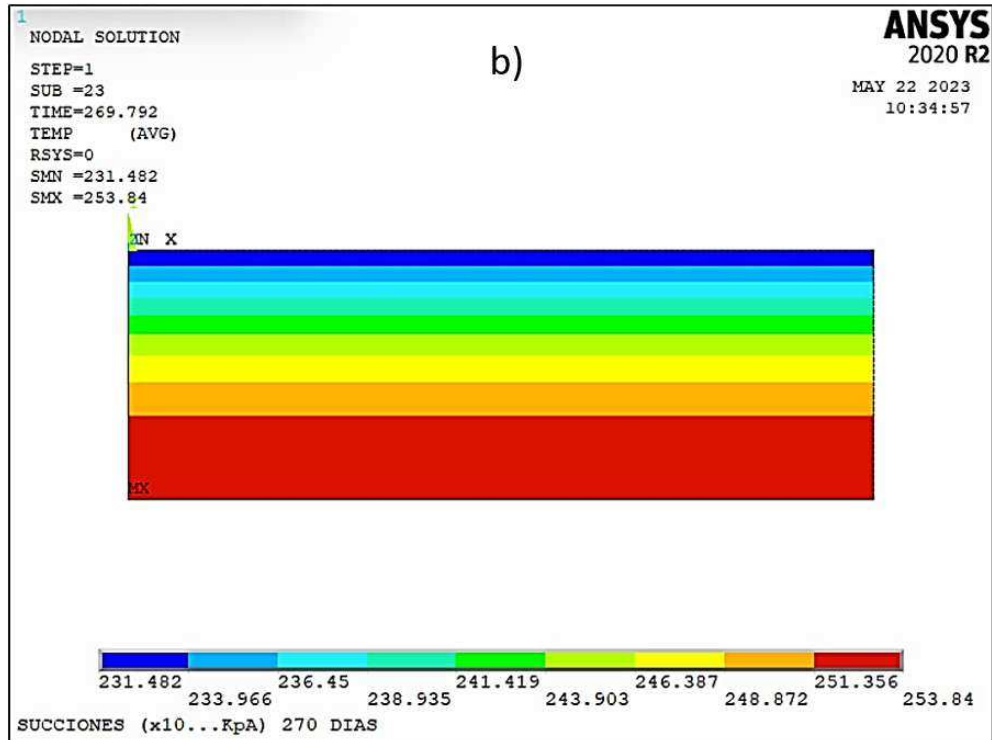 1
NODAL SOLUTION
STEP=1
SUB =23
TIME=269.792
TEMP (AVG)
RSYS=0
SMN =231.482
SMX =253.84
b)
ANSYS
2020 R2
MAY 22 2023
10:34:57
X
MX
231.482 236.45 241.419 246.387 251.356
233.966 238.935 243.903 248.872 253.84
SUCCIONES (x10...KpA) 270 DIAS